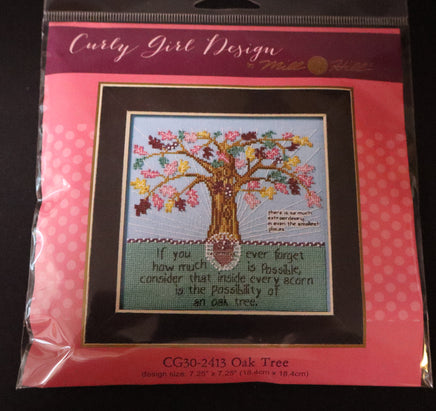 Curly Girl Design
by Mill Hill
there is so much
extraordinary
in even the smallest
places
If you ever forget
how much is possible,
consider that inside every acorn
is the possibility of
an oak tree.
CG30-2413 Oak Tree
design size: 7.25" x 7.25" (18.4cm x 18.4cm)